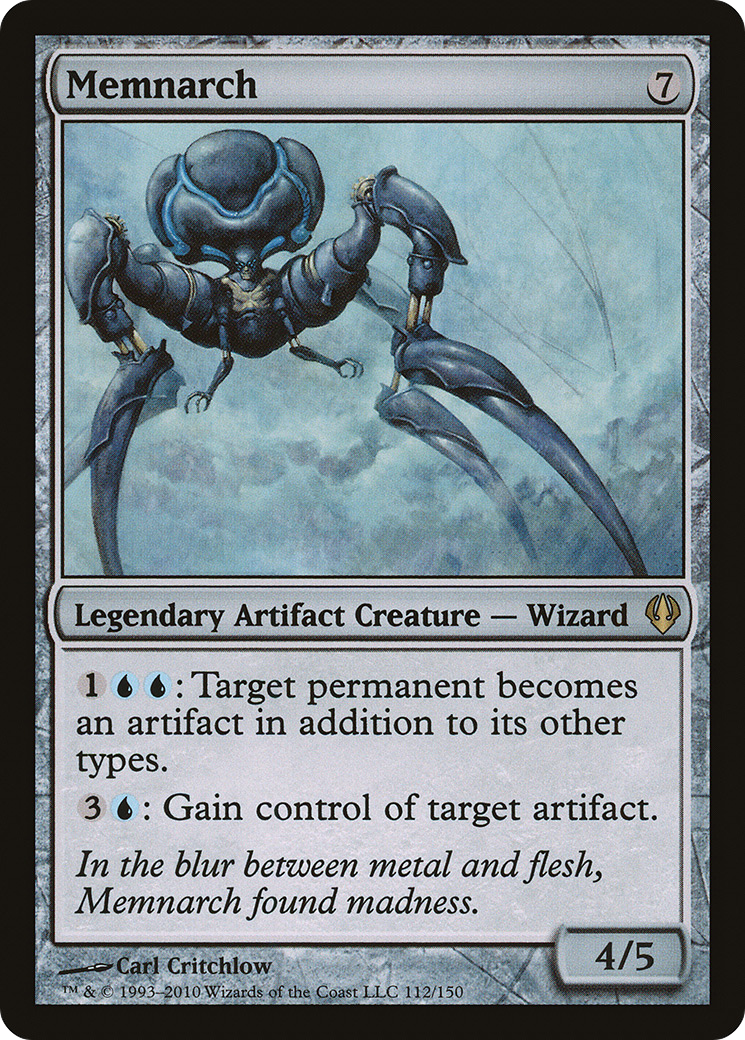 Memnarch 7
Legendary Artifact Creature — Wizard
1: Target permanent becomes
an artifact in addition to its other
types.
3: Gain control of target artifact.
In the blur between metal and flesh,
Memnarch found madness.
4/5
Carl Critchlow
™ & © 1993–2010 Wizards of the Coast LLC 112/150